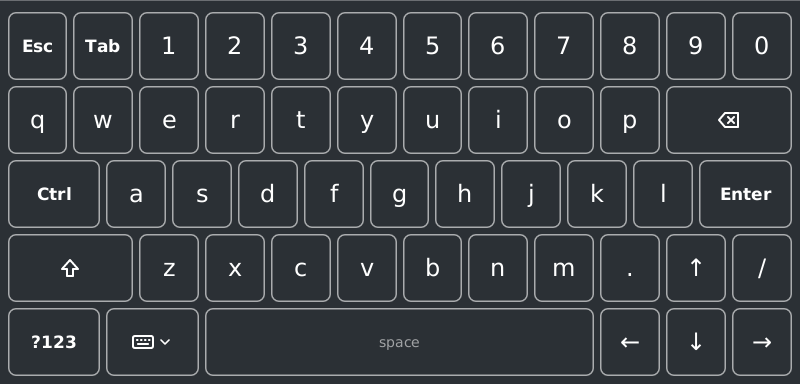 Esc Tab 1 2 3 4 5 6 7 8 9 0
q w e r t y u i o p
Ctrl a s d f g h j k l Enter
z x c v b n m . ↑ /
?123 space ← ↓ →